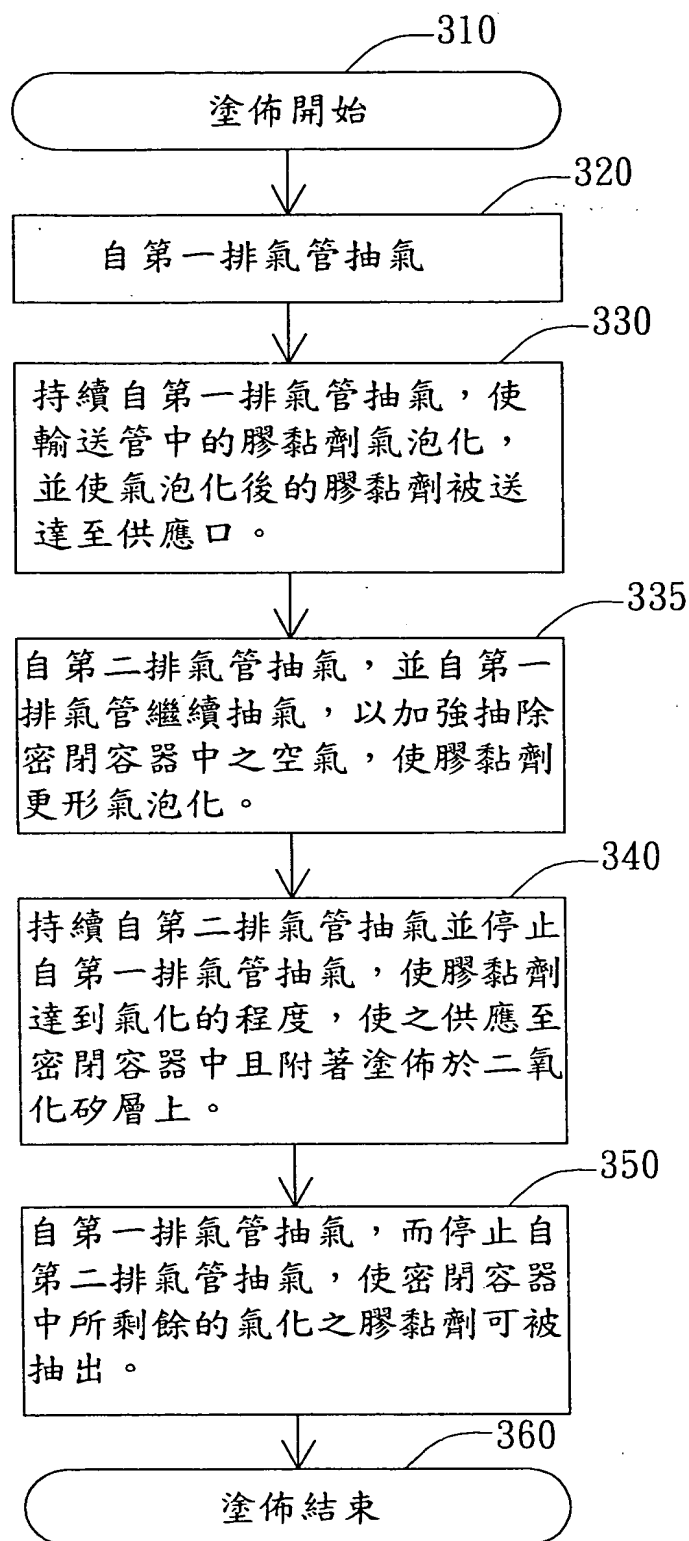 310
塗佈開始
320
自第一排氣管抽氣
330
持續自第一排氣管抽氣，使
輸送管中的膠黏劑氣泡化，
並使氣泡化後的膠黏劑被送
達至供應口。
335
自第二排氣管抽氣，並自第一
排氣管繼續抽氣，以加強抽除
密閉容器中之空氣，使膠黏劑
更形氣泡化。
340
持續自第二排氣管抽氣並停止
自第一排氣管抽氣，使膠黏劑
達到氣化的程度，使之供應至
密閉容器中且附著塗佈於二氧
化矽層上。
350
自第一排氣管抽氣，而停止自
第二排氣管抽氣，使密閉容器
中所剩餘的氣化之膠黏劑可被
抽出。
360
塗佈結束